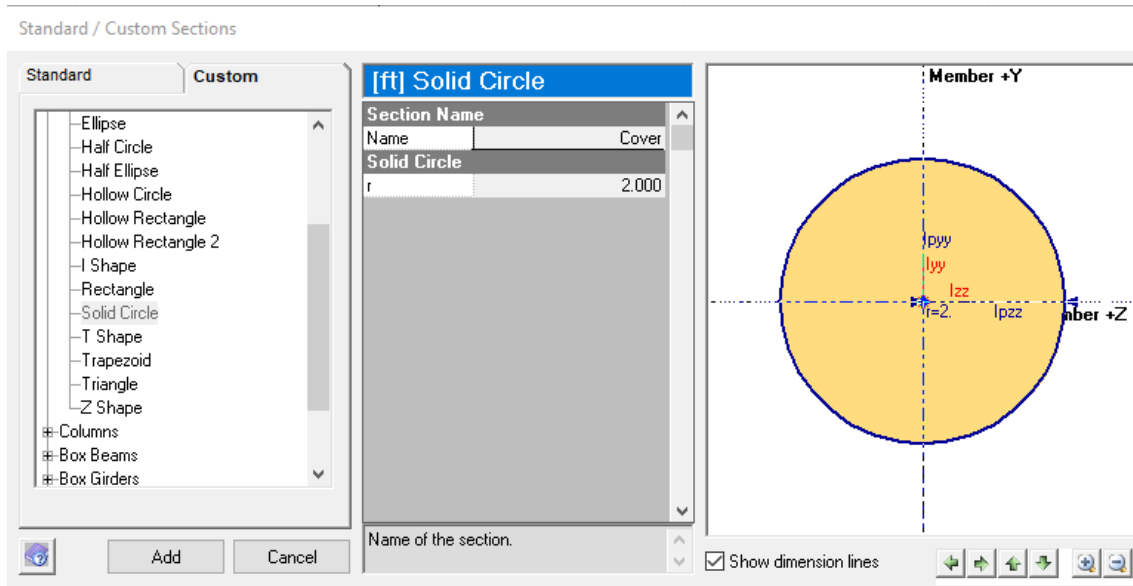 Standard / Custom Sections
Standard
Custom
Ellipse
Half Circle
Half Ellipse
Hollow Circle
Hollow Rectangle
Hollow Rectangle 2
I Shape
Rectangle
Solid Circle
T Shape
Trapezoid
Triangle
Z Shape
Columns
Box Beams
Box Girders
Add
Cancel
[ft] Solid Circle
Section Name
Name Cover
Solid Circle
r 2.000
Name of the section.
Member +Y
Ipyy
Iyy
Izz
r=2. Ipzz mber +Z
Show dimension lines